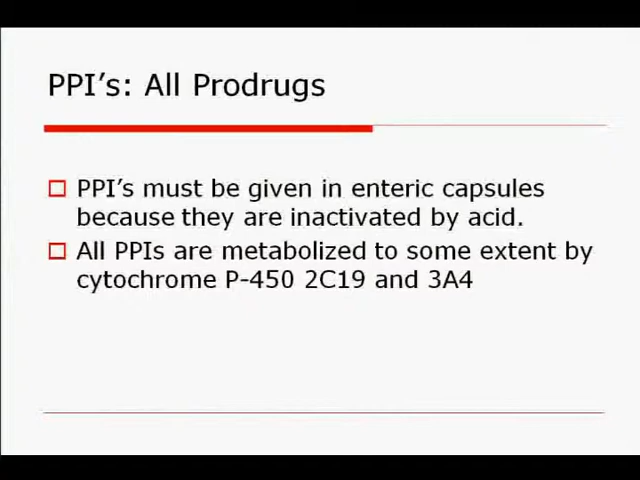 PPI’s: All Prodrugs
PPI’s must be given in enteric capsules
because they are inactivated by acid.
All PPIs are metabolized to some extent by
cytochrome P-450 2C19 and 3A4